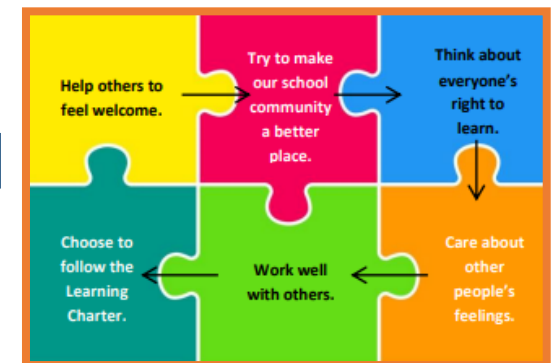 Help others to
feel welcome.
Try to make
our school
community
a better
place.
Think about
everyone's
right to
learn.
Care about
other
people's
feelings.
Work well
with others.
Choose to
follow the
Learning
Charter.